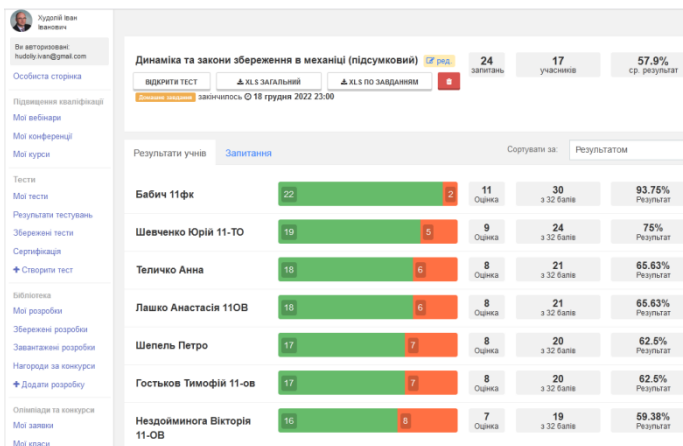 Худолій Іван
Іванович
Ви авторизовані
hudoliy.ivan@gmail.com
Особиста сторінка
Підвищення кваліфікації
Мої вебінари
Мої конференції
Мої курси
Тести
Мої тести
Результати тестувань
Збережені тести
Сертифікація
+ Створити тест
Бібліотека
Мої розробки
Збережені розробки
Завантажені розробки
Нагороди за конкурси
+ Додати розробку
Олімпіади та конкурси
Мої заявки
Мої класи
Динаміка та закони збереження в механіці (підсумковий) ред.
24 17 57.9%
запитань учасників ср. результат
ВІДКРИТИ ТЕСТ XLS ЗАГАЛЬНИЙ XLS ПО ЗАВДАННЯМ
Домашнє завдання закінчилось 18 грудня 2022 23:00
Результати учнів Запитання Сортувати за: Результатом
Бабич 11фк 22 2 11 30 93.75%
Оцінка з 32 балів Результат
Шевченко Юрій 11-ТО 19 5 9 24 75%
Оцінка з 32 балів Результат
Теличко Анна 18 6 8 21 65.63%
Оцінка з 32 балів Результат
Лашко Анастасія 11ОВ 18 6 8 21 65.63%
Оцінка з 32 балів Результат
Шепель Петро 17 7 8 20 62.5%
Оцінка з 32 балів Результат
Гостьков Тимофій 11-ов 17 7 8 20 62.5%
Оцінка з 32 балів Результат
Нездойминога Вікторія 16 8 7 19 59.38%
11-ОВ Оцінка з 32 балів Результат